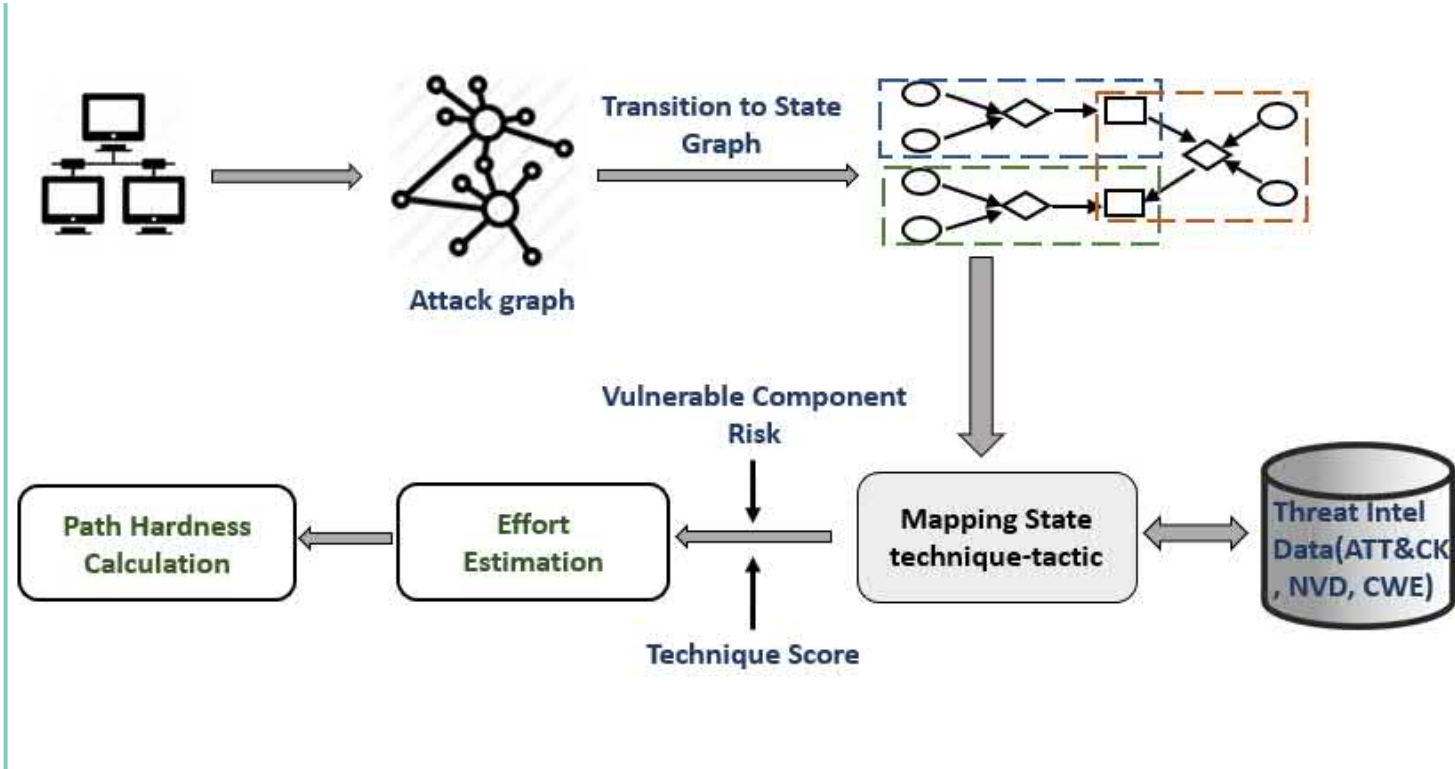 Transition to State
Graph
Attack graph
Vulnerable Component
Risk
Path Hardness
Calculation
Effort
Estimation
Mapping State
technique-tactic
Threat Intel
Data(ATT&CK
, NVD, CWE)
Technique Score